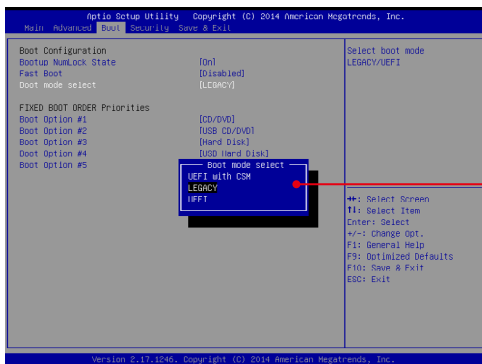 Aptio Setup Utility Copyright (C) 2014 American Megatrends, Inc.
Main Advanced Boot Security Save & Exit
Boot Configuration
Bootup NumLock State [On]
Fast Boot [Disabled]
Boot mode select [LEGACY]
FIXED BOOT ORDER Priorities
Boot Option #1 [CD/DVD]
Boot Option #2 [USB CD/DVD]
Boot Option #3 [Hard Disk]
Boot Option #4 [USB Hard Disk]
Boot Option #5
Boot mode select
UEFI with CSM
LEGACY
UEFI
Select boot mode
LEGACY/UEFI
↔: Select Screen
↑↓: Select Item
Enter: Select
+/-: Change Opt.
F1: General Help
F9: Optimized Defaults
F10: Save & Exit
ESC: Exit
Version 2.17.1246. Copyright (C) 2014 American Megatrends, Inc.